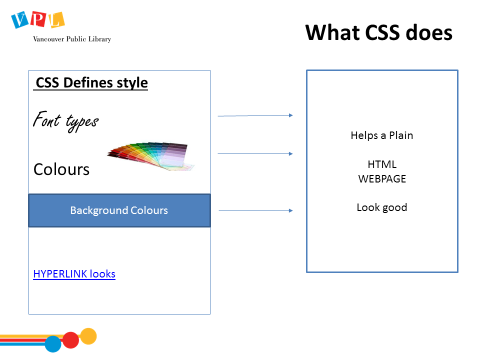 VPL
Vancouver Public Library
What CSS does
CSS Defines style
Font types
Colours
Background Colours
HYPERLINK looks
Helps a Plain
HTML
WEBPAGE
Look good